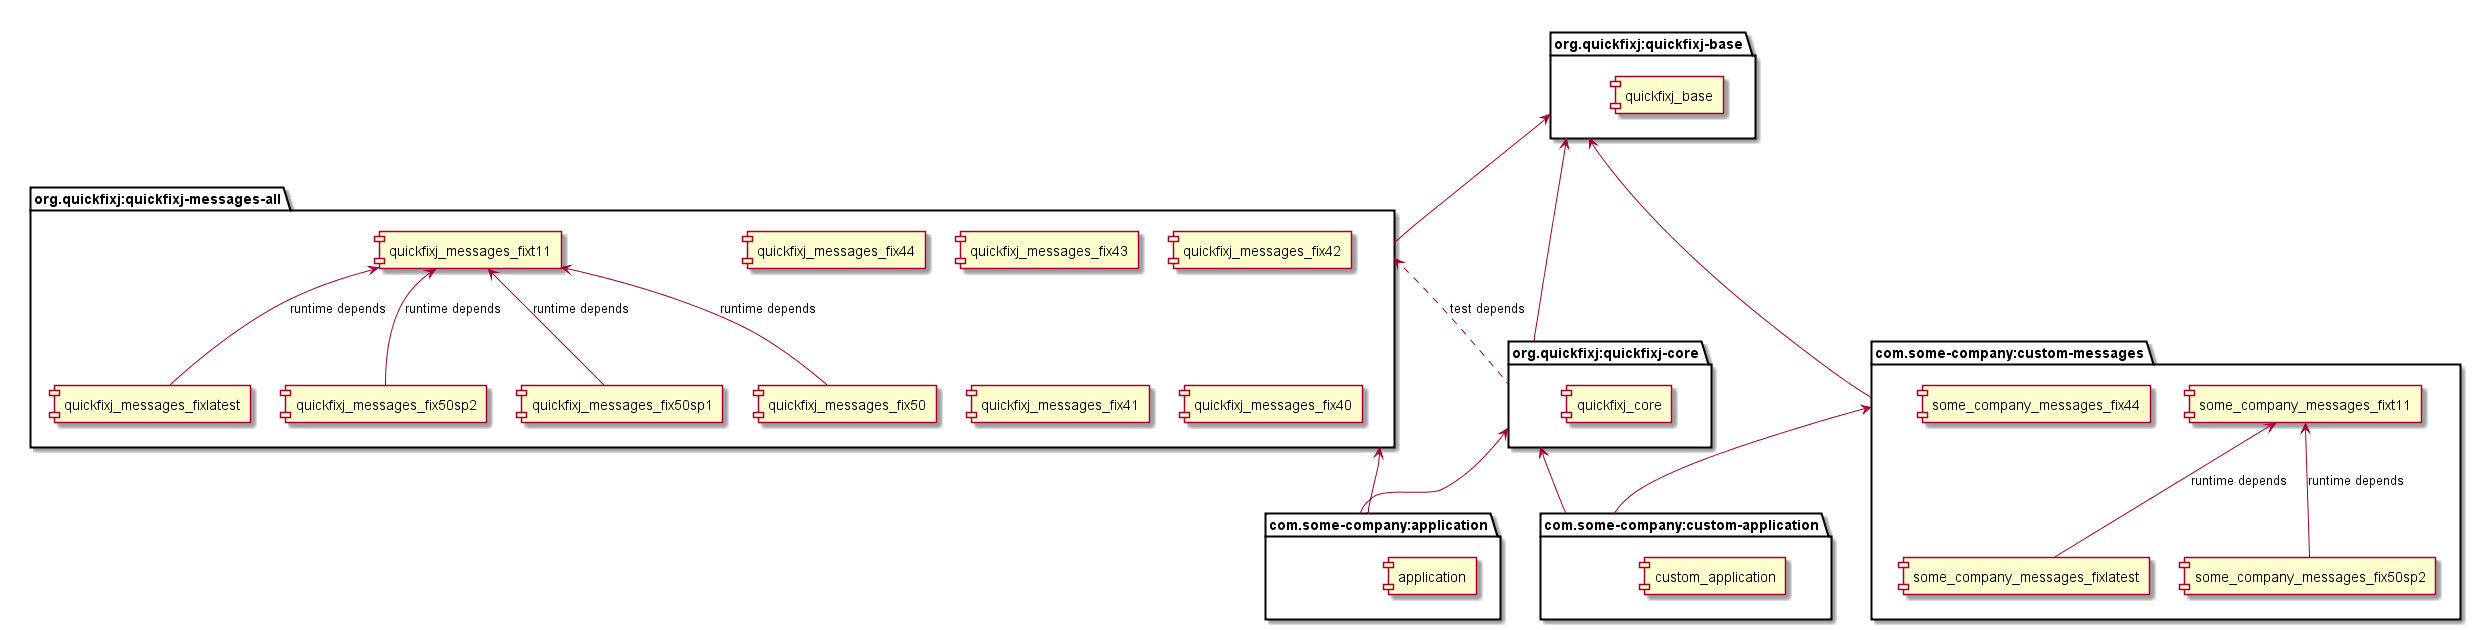 org.quickfixj:quickfixj-base
quickfixj_base
org.quickfixj:quickfixj-messages-all
quickfixj_messages_fixt11
quickfixj_messages_fix44
quickfixj_messages_fix43
quickfixj_messages_fix42
runtime depends
runtime depends
runtime depends
runtime depends
test depends
quickfixj_messages_fixlatest
quickfixj_messages_fix50sp2
quickfixj_messages_fix50sp1
quickfixj_messages_fix50
quickfixj_messages_fix41
quickfixj_messages_fix40
org.quickfixj:quickfixj-core
quickfixj_core
com.some-company:custom-messages
some_company_messages_fix44
some_company_messages_fixt11
runtime depends
runtime depends
some_company_messages_fixlatest
some_company_messages_fix50sp2
com.some-company:application
application
com.some-company:custom-application
custom_application